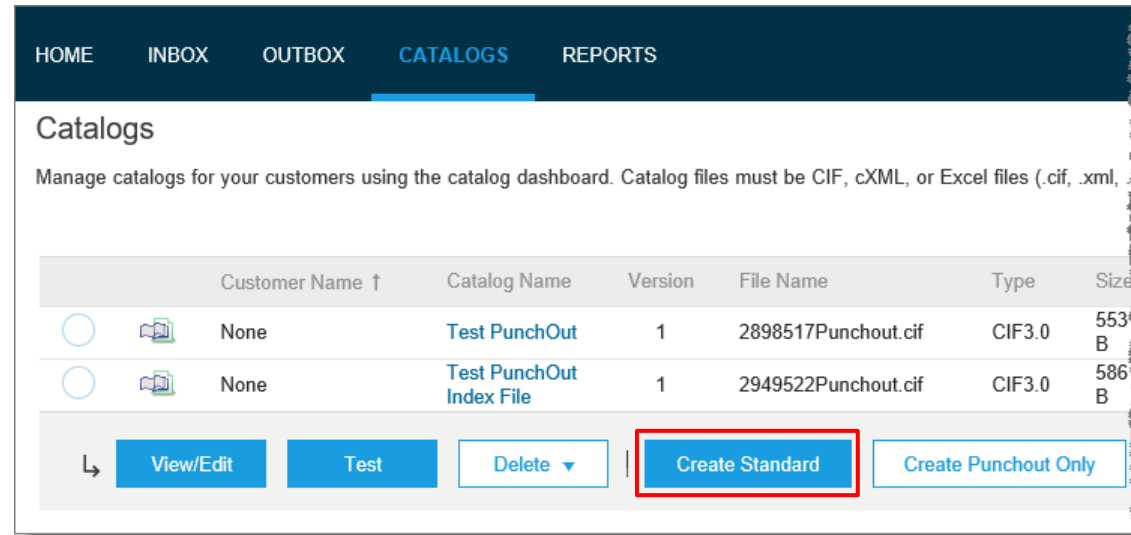 HOME INBOX OUTBOX CATALOGS REPORTS
Catalogs
Manage catalogs for your customers using the catalog dashboard. Catalog files must be CIF, cXML, or Excel files (.cif, .xml,
Customer Name ↑ Catalog Name Version File Name Type Size
None Test PunchOut 1 2898517Punchout.cif CIF3.0 553 B
None Test PunchOut Index File 1 2949522Punchout.cif CIF3.0 586 B
View/Edit Test Delete ▼ | Create Standard Create Punchout Only